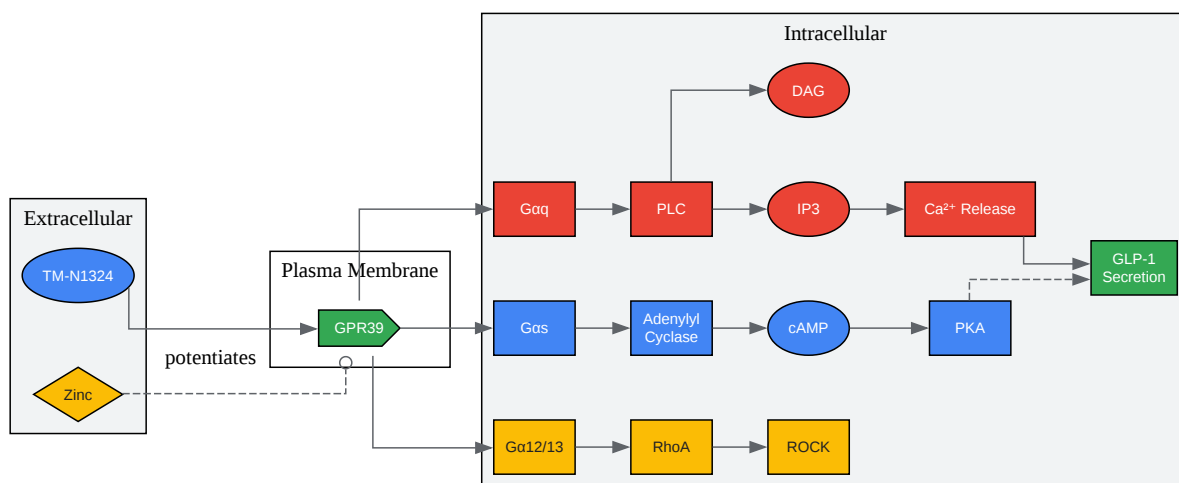 Intracellular
DAG
Extracellular
Gαq
PLC
IP3
Ca²⁺ Release
TM-N1324
Plasma Membrane
GLP-1
Secretion
GPR39
Gαs
Adenylyl
Cyclase
cAMP
PKA
potentiates
Zinc
Gα12/13
RhoA
ROCK